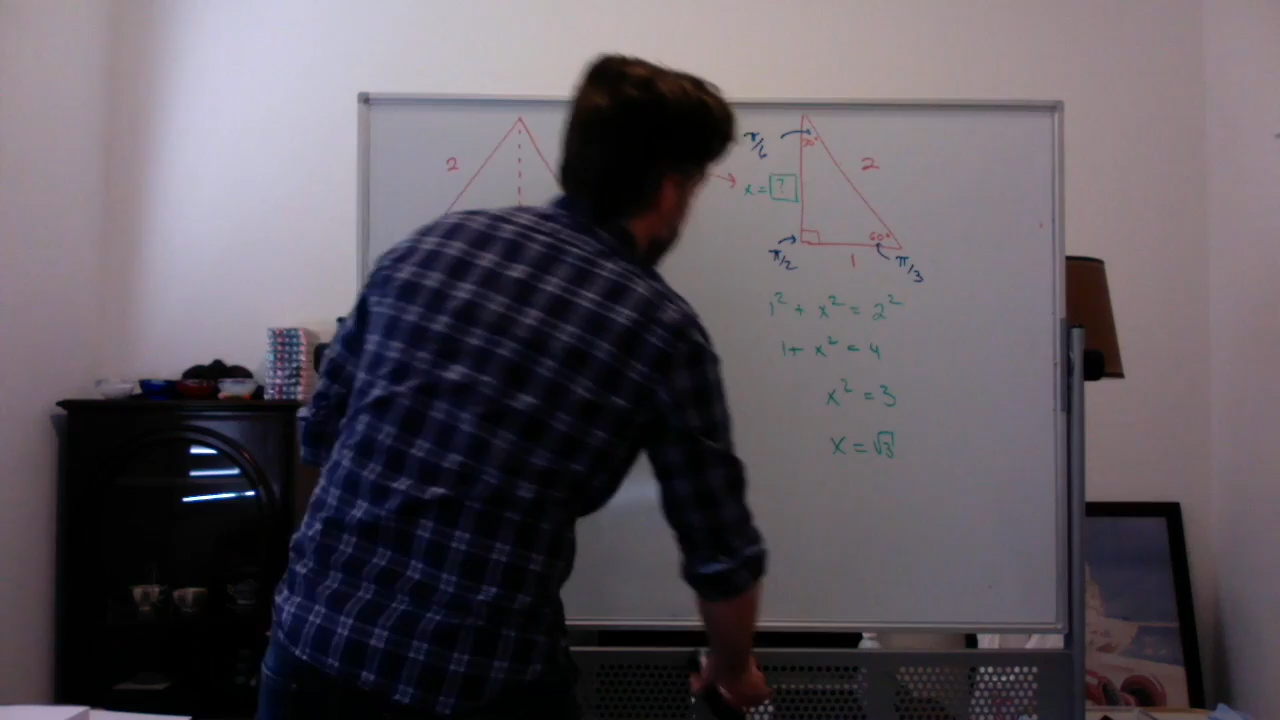 2
π/6
30°
2
x = ?
60°
π/2
1
π/3
1² + x² = 2²
1 + x² = 4
x² = 3
x = √3